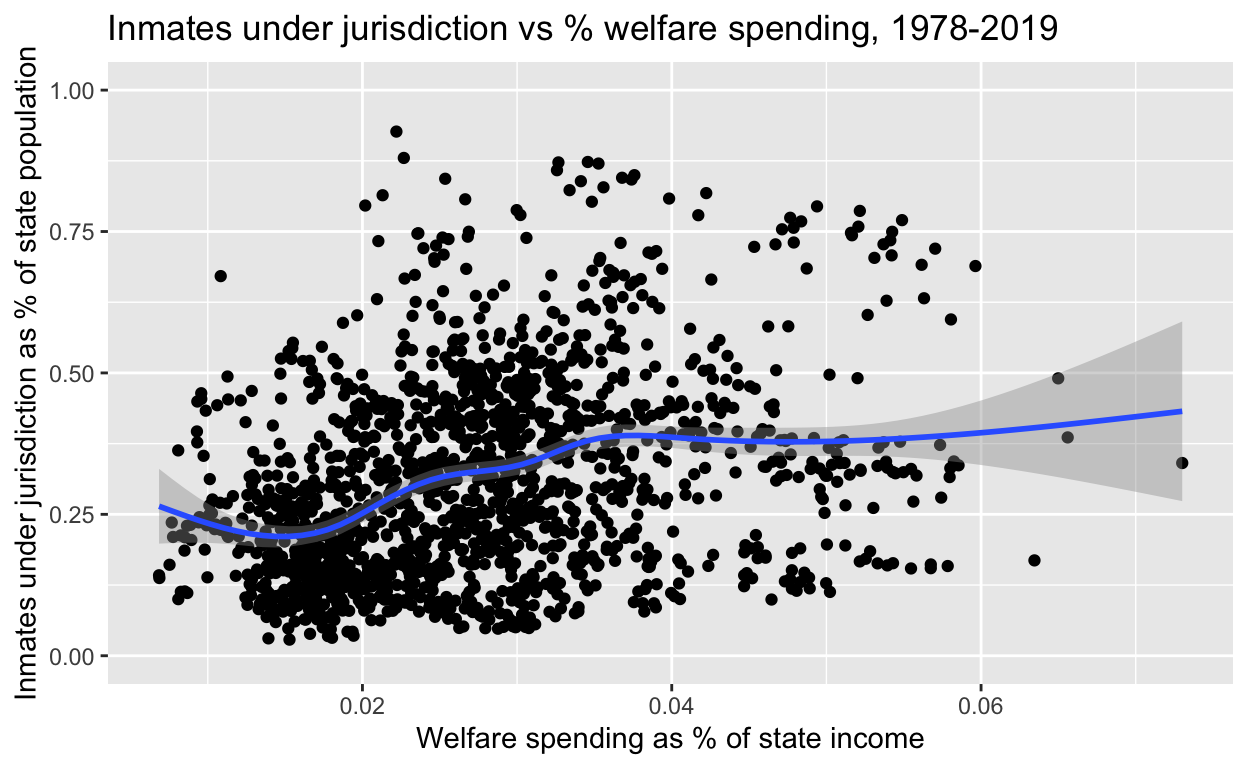 Inmates under jurisdiction vs % welfare spending, 1978-2019
Inmates under jurisdiction as % of state population
1.00
0.75
0.50
0.25
0.00
0.02
0.04
0.06
Welfare spending as % of state income